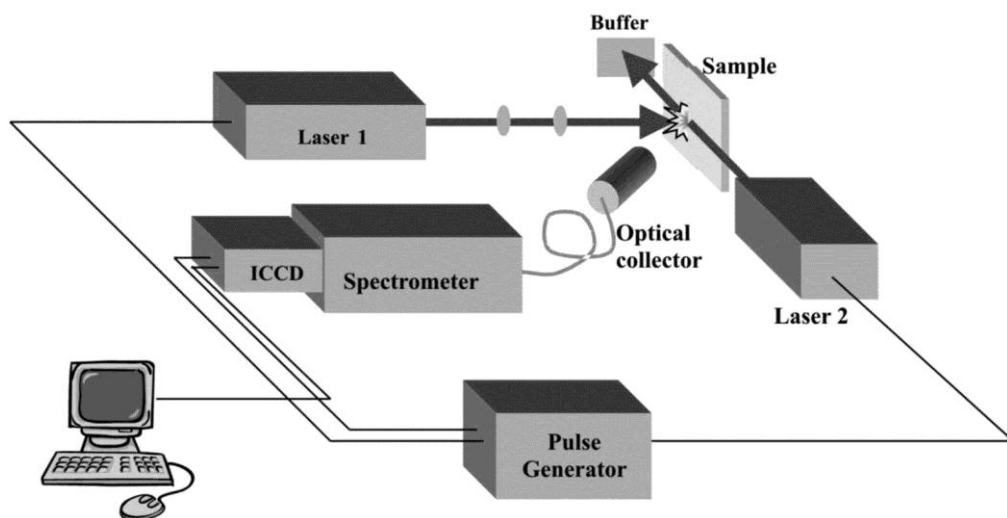 Buffer
Sample
Laser 1
Optical
collector
ICCD
Spectrometer
Laser 2
Pulse
Generator